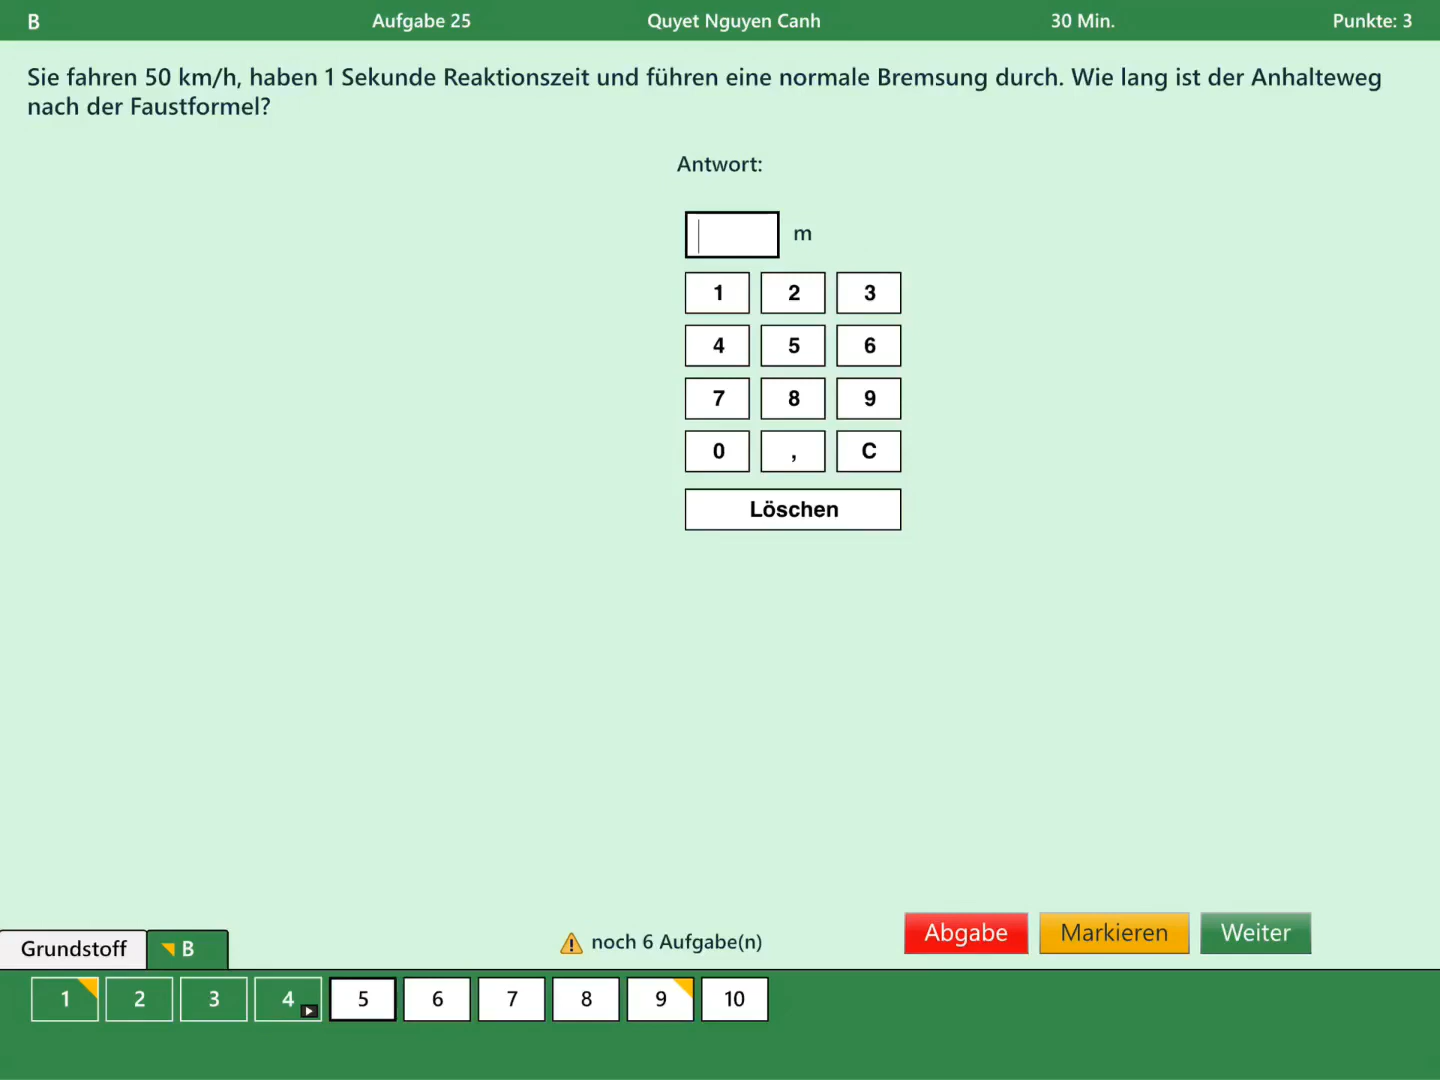 B Aufgabe 25 Quyet Nguyen Canh 30 Min. Punkte: 3
Sie fahren 50 km/h, haben 1 Sekunde Reaktionszeit und führen eine normale Bremsung durch. Wie lang ist der Anhalteweg
nach der Faustformel?
Antwort:
m
1 2 3
4 5 6
7 8 9
0 , C
Löschen
Grundstoff B noch 6 Aufgabe(n) Abgabe Markieren Weiter
1 2 3 4 5 6 7 8 9 10